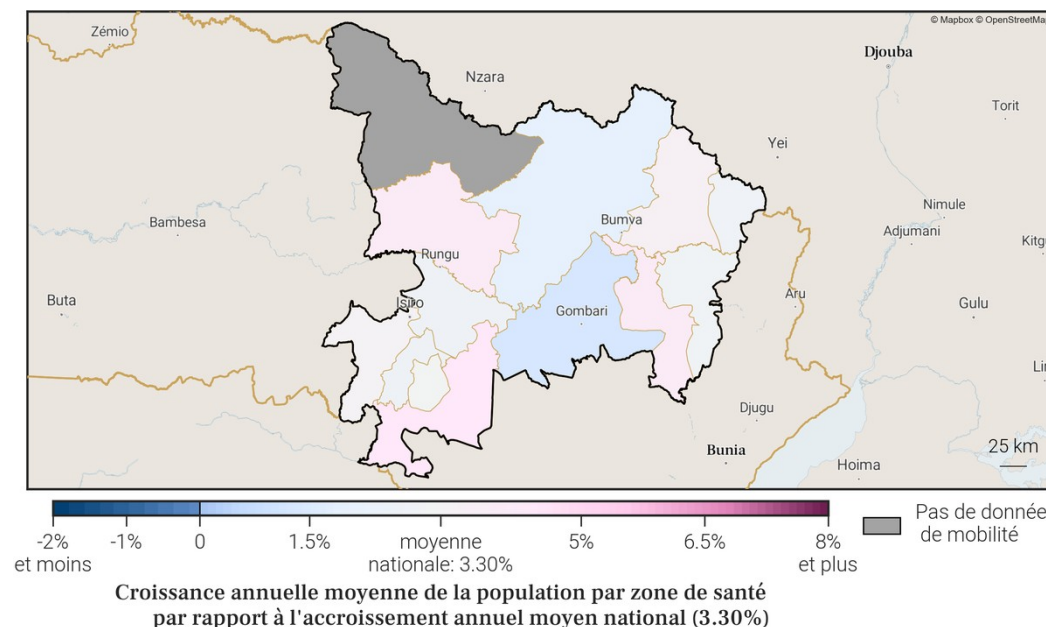 © Mapbox © OpenStreetMa
Zémio
Djouba
Nzara
Torit
Yei
Nimule
Bambesa
Bumva
Adjumani
Rungu
Kitgu
Buta
Isiro
Gombari
Aru
Gulu
Lir
Djugu
Bunia
Hoima
25 km
-2% -1% 0 1.5% moyenne 5% 6.5% 8%
et moins nationale: 3.30% et plus
Pas de donnée
de mobilité
Croissance annuelle moyenne de la population par zone de santé
par rapport à l'accroissement annuel moyen national (3.30%)